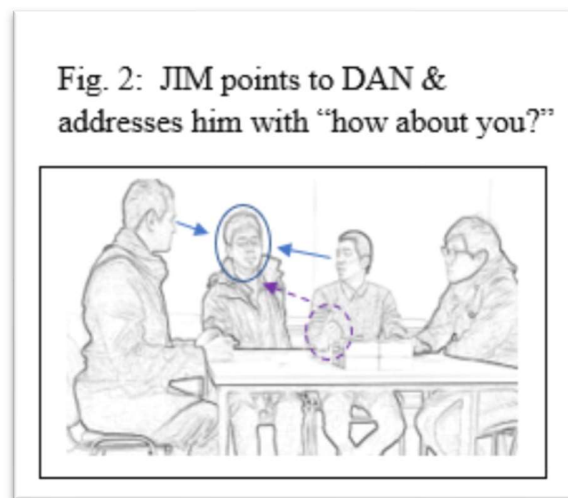 Fig. 2:  JIM points to DAN &
addresses him with “how about you?”